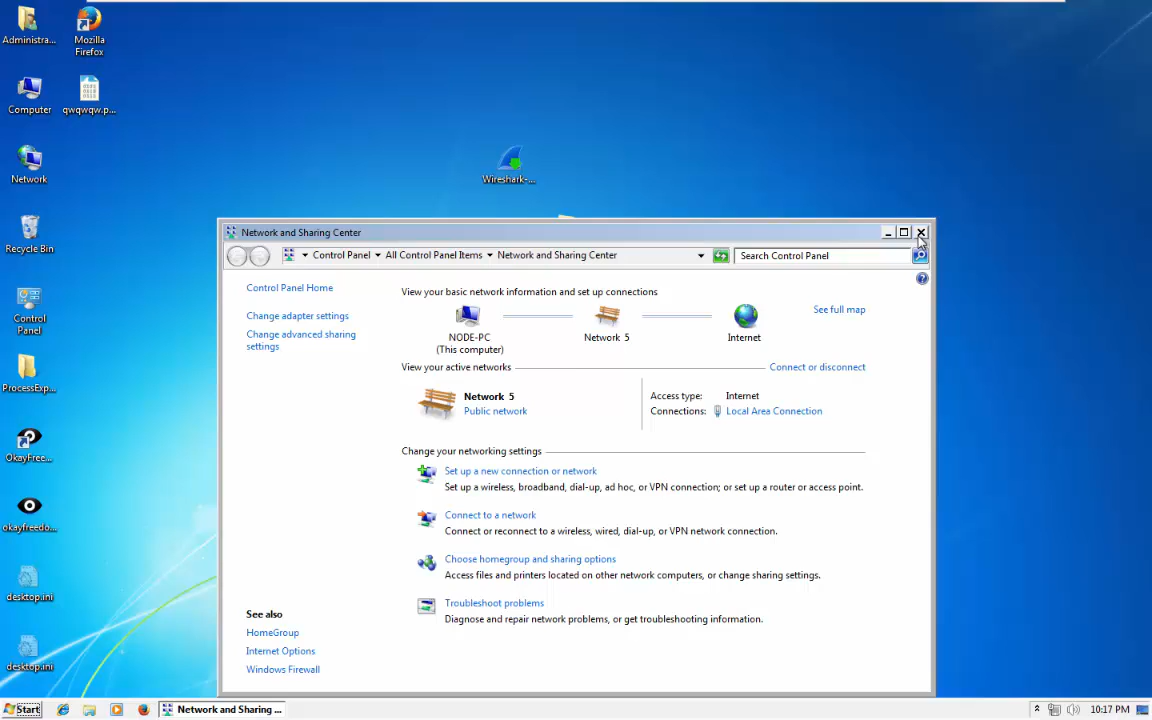 Administra...
Mozilla
Firefox
Computer
qwqwqw.p...
Network
Wireshark-...
Recycle Bin
Control
Panel
ProcessExp...
OkayFree...
okayfreedo...
desktop.ini
desktop.ini
Network and Sharing Center
Control Panel
All Control Panel Items
Network and Sharing Center
Search Control Panel
Control Panel Home
Change adapter settings
Change advanced sharing
settings
See also
HomeGroup
Internet Options
Windows Firewall
View your basic network information and set up connections
See full map
NODE-PC
(This computer)
Network 5
Internet
View your active networks
Connect or disconnect
Network 5
Public network
Access type: Internet
Connections: Local Area Connection
Change your networking settings
Set up a new connection or network
Set up a wireless, broadband, dial-up, ad hoc, or VPN connection; or set up a router or access point.
Connect to a network
Connect or reconnect to a wireless, wired, dial-up, or VPN network connection.
Choose homegroup and sharing options
Access files and printers located on other network computers, or change sharing settings.
Troubleshoot problems
Diagnose and repair network problems, or get troubleshooting information.
Start
Network and Sharing ...
10:17 PM